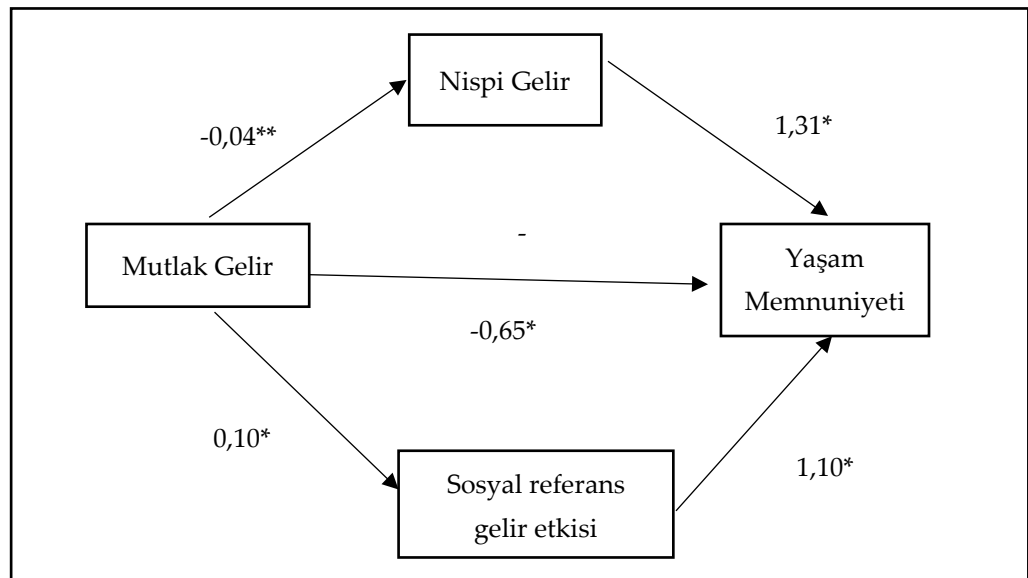 Nispi Gelir
-0,04**
1,31*
-
Mutlak Gelir
Yaşam
Memnuniyeti
-0,65*
0,10*
1,10*
Sosyal referans
gelir etkisi